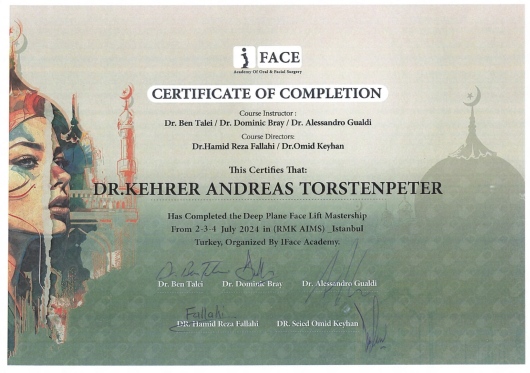 i FACE
Academy Of Oral & Facial Surgery
CERTIFICATE OF COMPLETION
Course Instructor :
Dr. Ben Talei / Dr. Dominic Bray / Dr. Alessandro Gualdi
Course Directors:
Dr.Hamid Reza Fallahi / Dr.Omid Keyhan
This Certifies That:
DR.KEHRER ANDREAS TORSTENPETER
Has Completed the Deep Plane Face Lift Mastership
From 2-3-4 July 2024 in (RMK AIMS) _Istanbul
Turkey, Organized By IFace Academy.
Dr. Ben Talei Dr. Dominic Bray Dr. Alessandro Gualdi
Fallahi
DR. Hamid Reza Fallahi DR. Seied Omid Keyhan